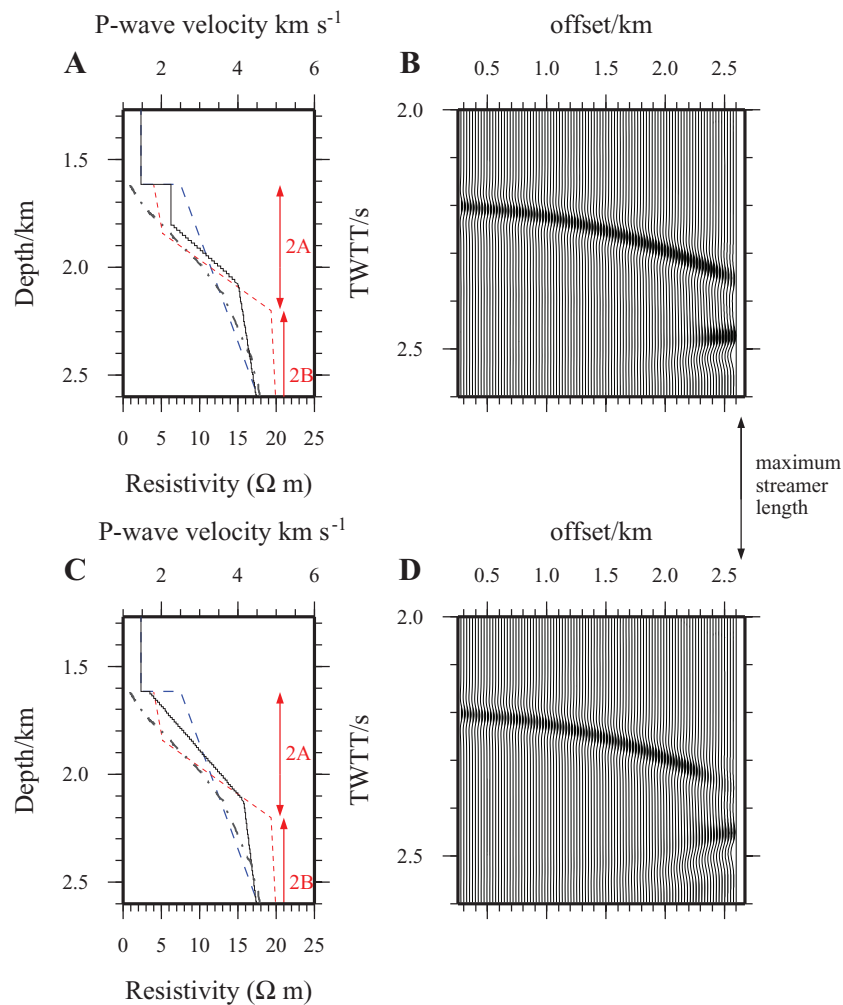 P-wave velocity km s⁻¹
offset/km
A
2 4 6
B
0.5 1.0 1.5 2.0 2.5
Depth/km
1.5
2.0
2.5
2A
2B
TWTT/s
2.0
2.5
0 5 10 15 20 25
Resistivity (Ω m)
maximum
streamer
length
P-wave velocity km s⁻¹
offset/km
C
2 4 6
D
0.5 1.0 1.5 2.0 2.5
Depth/km
1.5
2.0
2.5
2A
2B
TWTT/s
2.0
2.5
0 5 10 15 20 25
Resistivity (Ω m)